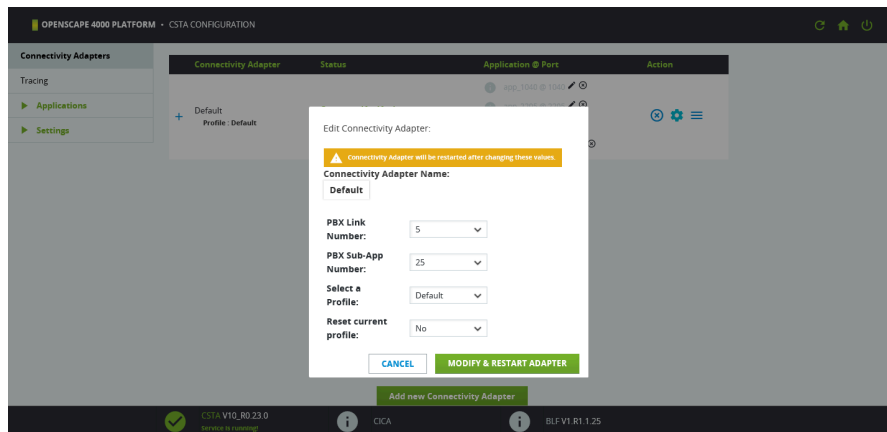 OPENSCAPE 4000 PLATFORM • CSTA CONFIGURATION
Connectivity Adapters
Tracing
Applications
Settings
Connectivity Adapter Status Application @ Port Action
app_1040 @ 1040
Default
Profile : Default
Edit Connectivity Adapter:
Connectivity Adapter will be restarted after changing these values.
Connectivity Adapter Name:
Default
PBX Link
Number:
5
PBX Sub-App
Number:
25
Select a
Profile:
Default
Reset current
profile:
No
CANCEL MODIFY & RESTART ADAPTER
Add new Connectivity Adapter
CSTA V10_R0.23.0
Service is running!
CICA
BLF V1.R1.1.25